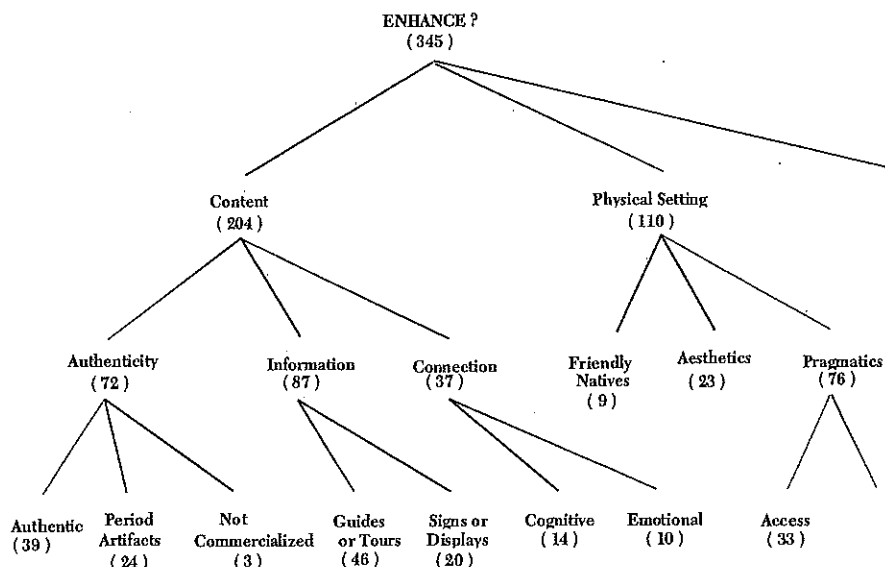 ENHANCE ?
( 345 )
Content
( 204 )
Physical Setting
( 110 )
Authenticity
( 72 )
Information
( 87 )
Connection
( 37 )
Friendly
Natives
( 9 )
Aesthetics
( 23 )
Pragmatics
( 76 )
Authentic
( 39 )
Period
Artifacts
( 24 )
Not
Commercialized
( 3 )
Guides
or Tours
( 46 )
Signs or
Displays
( 20 )
Cognitive
( 14 )
Emotional
( 10 )
Access
( 33 )